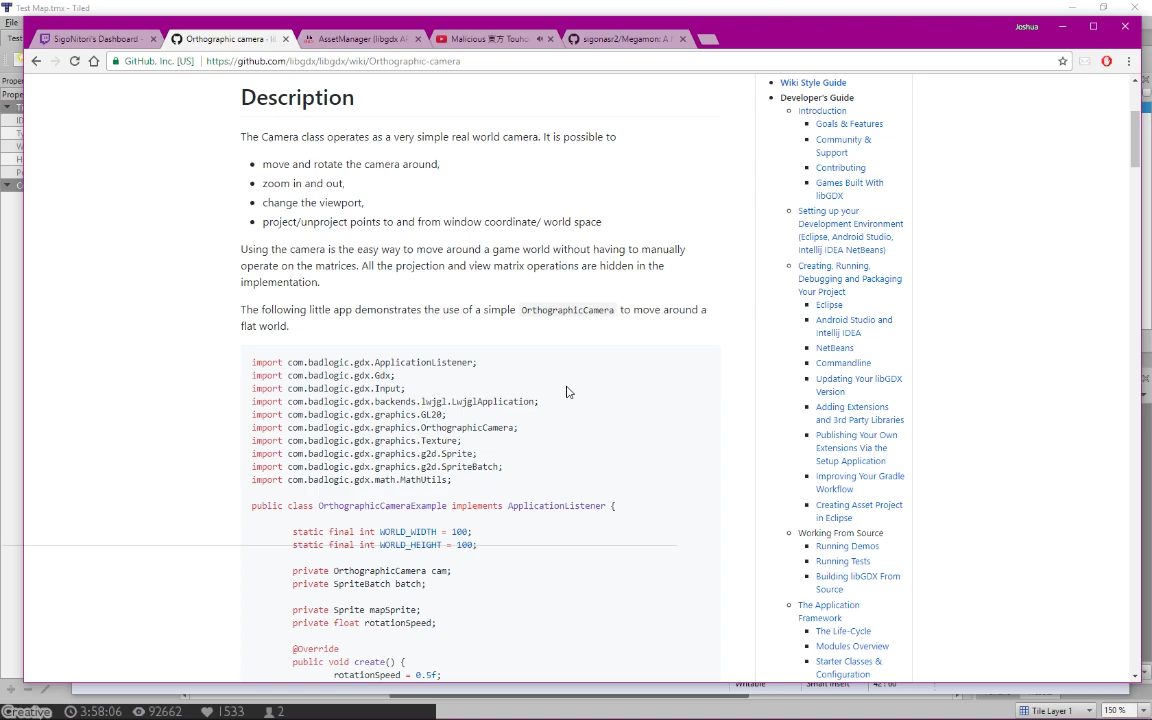 Test Map.tmx - Tiled
File
Joshua
SigoNitori's Dashboard
Orthographic camera · lib
AssetManager (libgdx AP
Malicious 東方 Touho
sigonasr2/Megamon: A
GitHub, Inc. [US]
https://github.com/libgdx/libgdx/wiki/Orthographic-camera
Description
The Camera class operates as a very simple real world camera. It is possible to
move and rotate the camera around,
zoom in and out,
change the viewport,
project/unproject points to and from window coordinate/ world space
Using the camera is the easy way to move around a game world without having to manually
operate on the matrices. All the projection and view matrix operations are hidden in the
implementation.
The following little app demonstrates the use of a simple OrthographicCamera to move around a
flat world.
import com.badlogic.gdx.ApplicationListener;
import com.badlogic.gdx.Gdx;
import com.badlogic.gdx.Input;
import com.badlogic.gdx.backends.lwjgl.LwjglApplication;
import com.badlogic.gdx.graphics.GL20;
import com.badlogic.gdx.graphics.OrthographicCamera;
import com.badlogic.gdx.graphics.Texture;
import com.badlogic.gdx.graphics.g2d.Sprite;
import com.badlogic.gdx.graphics.g2d.SpriteBatch;
import com.badlogic.gdx.math.MathUtils;
public class OrthographicCameraExample implements ApplicationListener {
static final int WORLD_WIDTH = 100;
static final int WORLD_HEIGHT = 100;
private OrthographicCamera cam;
private SpriteBatch batch;
private Sprite mapSprite;
private float rotationSpeed;
@Override
public void create() {
rotationSpeed = 0.5f;
Wiki Style Guide
Developer's Guide
Introduction
Goals & Features
Community &
Support
Contributing
Games Built With
libGDX
Setting up your
Development Environment
(Eclipse, Android Studio,
Intellij IDEA NetBeans)
Creating, Running,
Debugging and Packaging
Your Project
Eclipse
Android Studio and
Intellij IDEA
NetBeans
Commandline
Updating Your libGDX
Version
Adding Extensions
and 3rd Party Libraries
Publishing Your Own
Extensions Via the
Setup Application
Improving Your Gradle
Workflow
Creating Asset Project
in Eclipse
Working From Source
Running Demos
Running Tests
Building libGDX From
Source
The Application
Framework
The Life-Cycle
Modules Overview
Starter Classes &
Configuration
Creative
3:58:06
92662
1533
2
Tile Layer 1
150 %